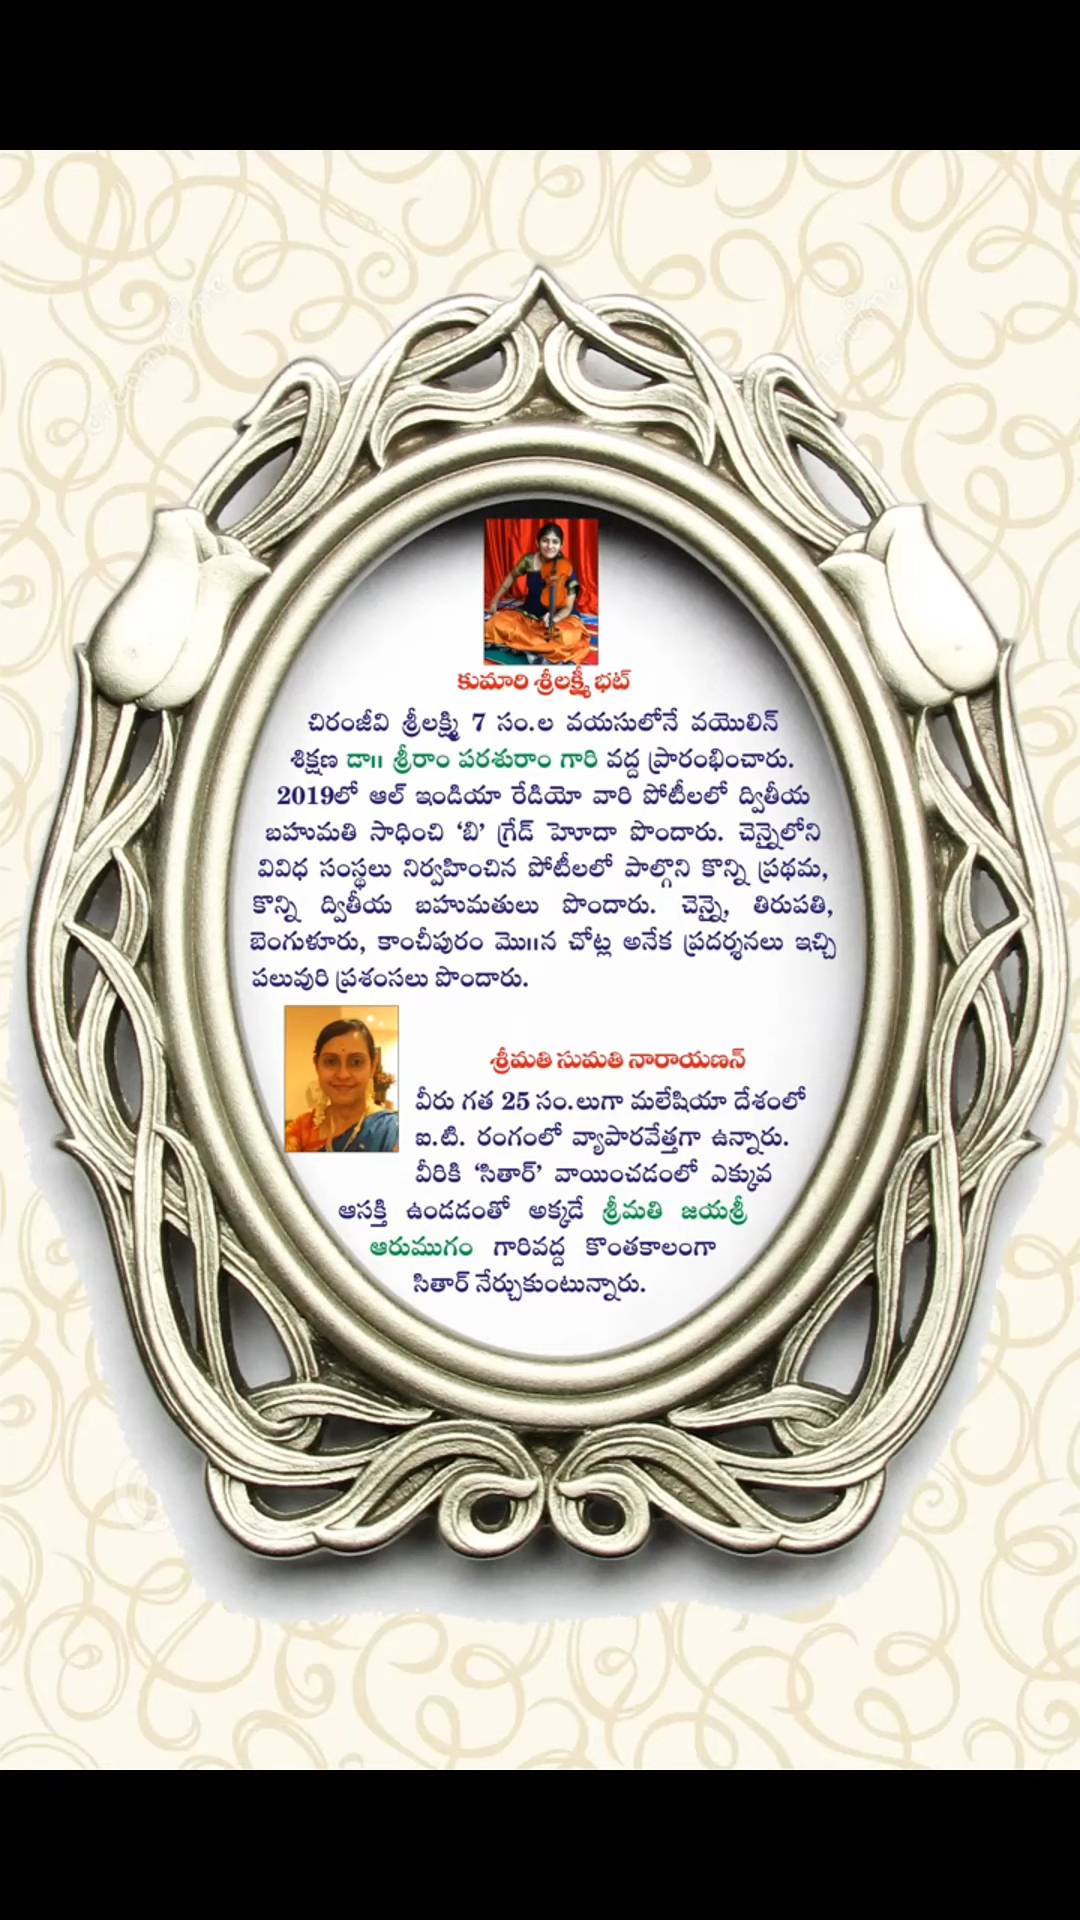 కుమారి శ్రీలక్ష్మీ భట్
చిరంజీవి శ్రీలక్ష్మి 7 సం.ల వయసులోనే వయొలిన్
శిక్షణ డా॥ శ్రీరాం పరశురాం గారి వద్ద ప్రారంభించారు.
2019లో ఆల్ ఇండియా రేడియో వారి పోటీలలో ద్వితీయ
బహుమతి సాధించి ‘బి’ గ్రేడ్ హెూదా పొందారు. చెన్నైలోని
వివిధ సంస్థలు నిర్వహించిన పోటీలలో పాల్గొని కొన్ని ప్రథమ,
కొన్ని ద్వితీయ బహుమతులు పొందారు. చెన్నై, తిరుపతి,
బెంగుళూరు, కాంచీపురం మొ॥న చోట్ల అనేక ప్రదర్శనలు ఇచ్చి
పలువురి ప్రశంసలు పొందారు.
శ్రీమతి సుమతి నారాయణన్
వీరు గత 25 సం.లుగా మలేషియా దేశంలో
ఐ.టి. రంగంలో వ్యాపారవేత్తగా ఉన్నారు.
వీరికి ‘సితార్’ వాయించడంలో ఎక్కువ
ఆసక్తి ఉండడంతో అక్కడే శ్రీమతి జయశ్రీ
ఆరుముగం గారివద్ద కొంతకాలంగా
సితార్ నేర్చుకుంటున్నారు.